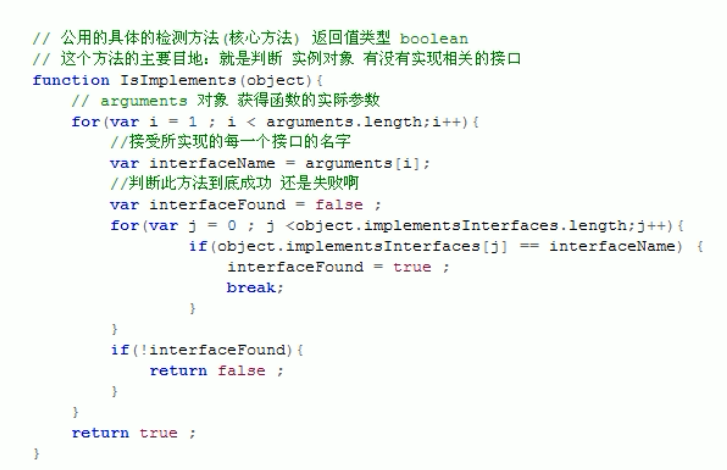 // 公用的具体的检测方法(核心方法) 返回值类型 boolean
// 这个方法的主要目地: 就是判断 实例对象 有没有实现相关的接口
function IsImplements(object){
    // arguments 对象 获得函数的实际参数
    for(var i = 1 ; i < arguments.length;i++){
        //接受所实现的每一个接口的名字
        var interfaceName = arguments[i];
        //判断此方法到底成功 还是失败啊
        var interfaceFound = false ;
        for(var j = 0 ; j <object.implementsInterfaces.length;j++){
                if(object.implementsInterfaces[j] == interfaceName) {
                    interfaceFound = true ;
                    break;
                }
        }
        if(!interfaceFound){
            return false ;
        }
    }
    return true ;
}